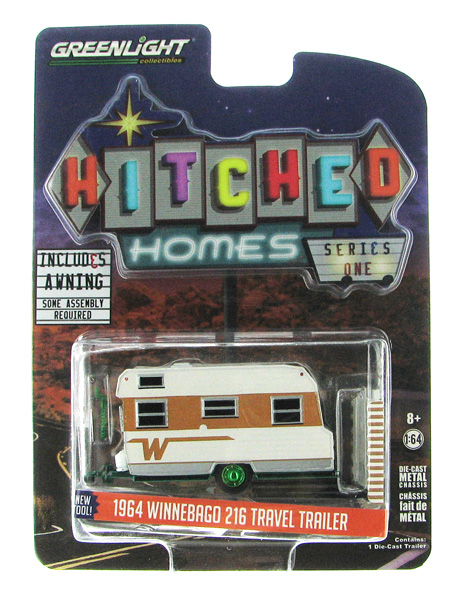 GREENLIGHT
collectibles
HITCHED
HOMES
SERIES
ONE
INCLUDES
AWNING
SOME ASSEMBLY
REQUIRED
W
8+
1:64
DIE-CAST
METAL
CHASSIS
CHÂSSIS
fait de
MÉTAL
NEW
TOOL!
1964 WINNEBAGO 216 TRAVEL TRAILER
Contains:
1 Die-Cast Trailer